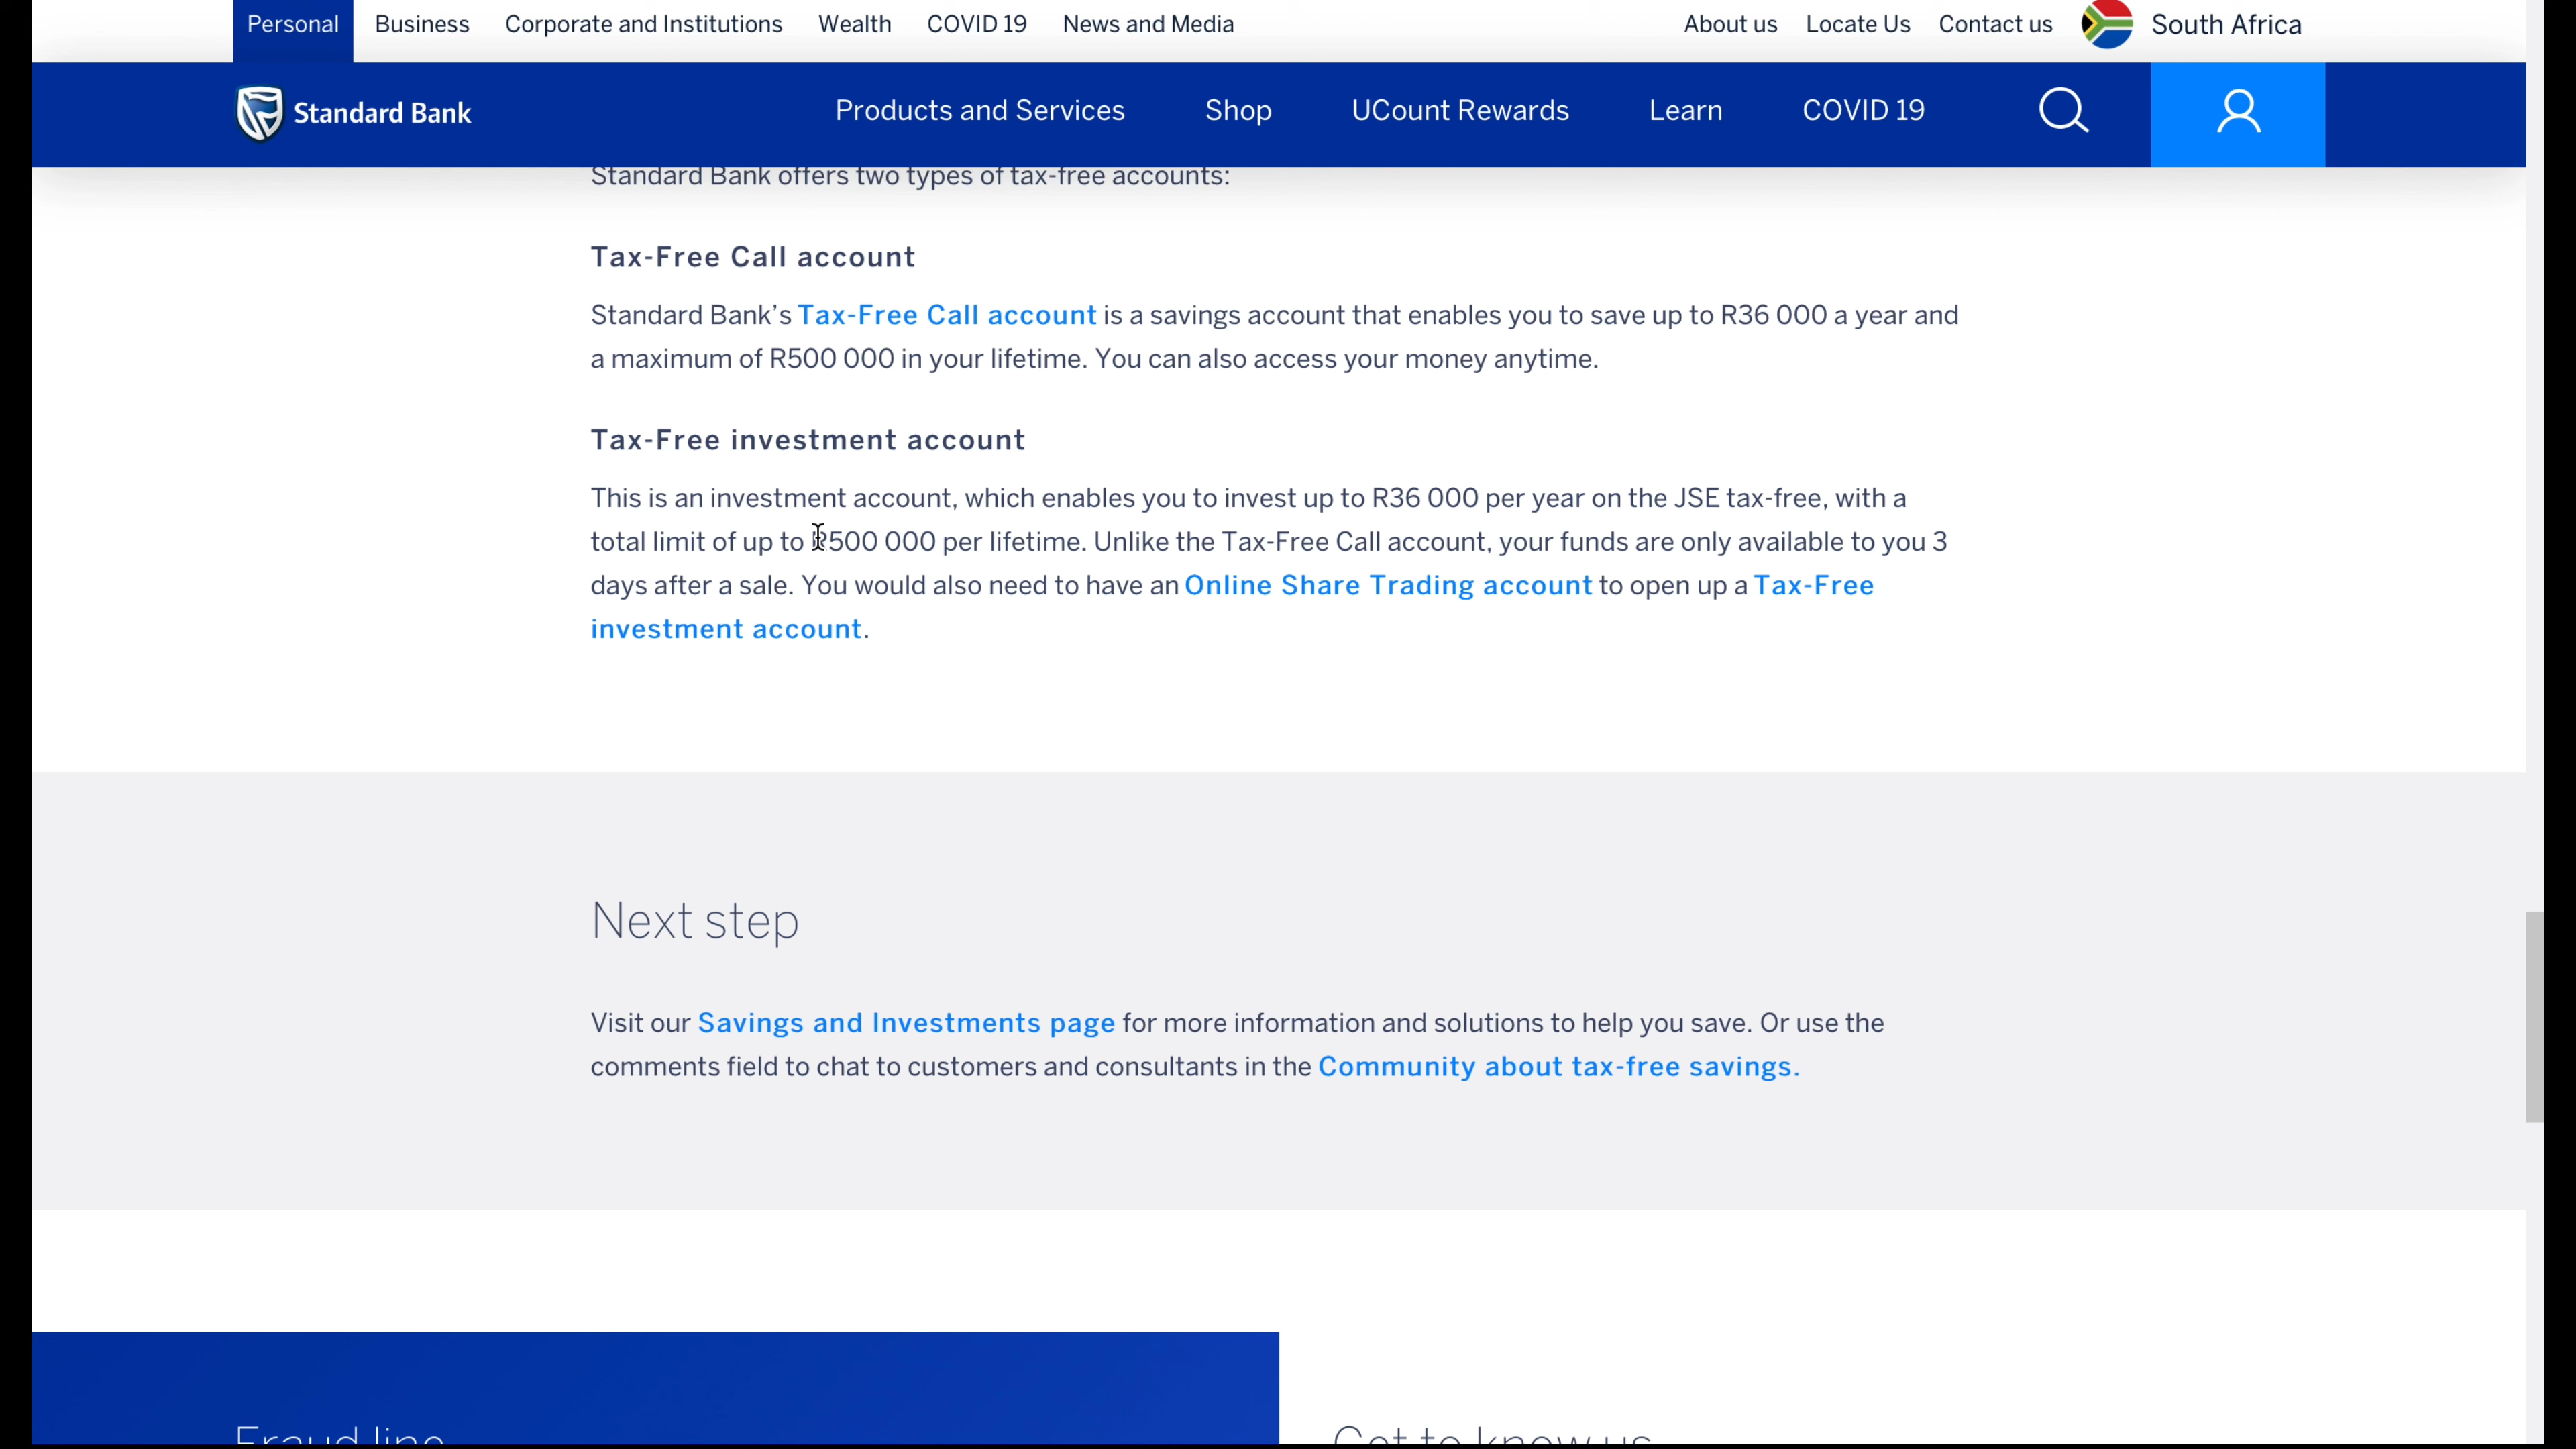 Personal Business Corporate and Institutions Wealth COVID 19 News and Media About us Locate Us Contact us South Africa
Standard Bank Products and Services Shop UCount Rewards Learn COVID 19
Standard Bank offers two types of tax-free accounts:
Tax-Free Call account
Standard Bank’s Tax-Free Call account is a savings account that enables you to save up to R36 000 a year and
a maximum of R500 000 in your lifetime. You can also access your money anytime.
Tax-Free investment account
This is an investment account, which enables you to invest up to R36 000 per year on the JSE tax-free, with a
total limit of up to R500 000 per lifetime. Unlike the Tax-Free Call account, your funds are only available to you 3
days after a sale. You would also need to have an Online Share Trading account to open up a Tax-Free
investment account.
Next step
Visit our Savings and Investments page for more information and solutions to help you save. Or use the
comments field to chat to customers and consultants in the Community about tax-free savings.
Fraud line Get to know us